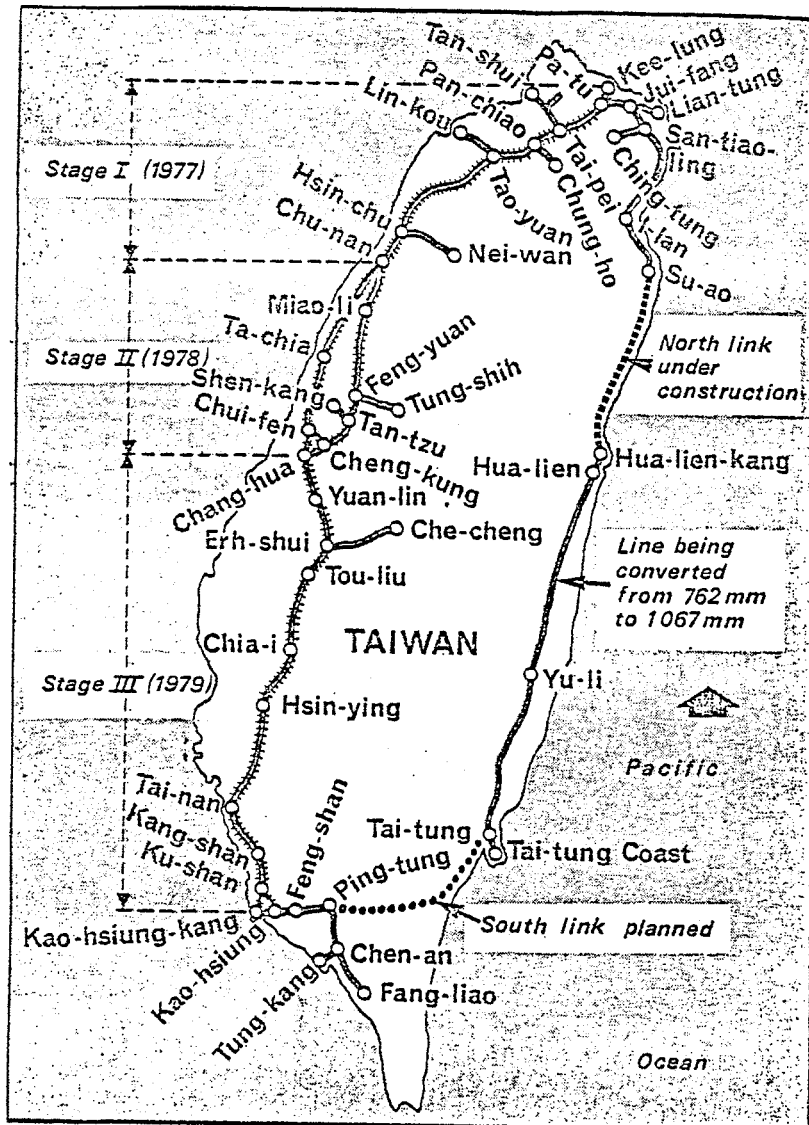 Tan-shui
Pa-tu
Kee-lung
Jui-fang
Lian-tung
Pan-chiao
Lin-kou
San-tiao-
ling
Tai-pei
Ching-tung
Stage I (1977)
Hsin-chu
Chu-nan
Tao-yuan
Chung-ho
I-lan
Nei-wan
Su-ao
Miao-li
Ta-chia
Stage II (1978)
Feng-yuan
Shen-kang
Tung-shih
Chui-fen
Tan-tzu
North link
under
construction
Chang-hua
Cheng-kung
Hua-lien
Hua-lien-kang
Yuan-lin
Erh-shui
Che-cheng
Tou-liu
Line being
converted
from 762mm
to 1067mm
Chia-i
TAIWAN
Stage III (1979)
Yu-li
Hsin-ying
Pacific
Tai-nan
Kang-shan
Ku-shan
Feng-shan
Ping-tung
Tai-tung
Tai-tung Coast
Kao-hsiung-kang
South link planned
Kao-hsiung
Chen-an
Tung-kang
Fang-liao
Ocean